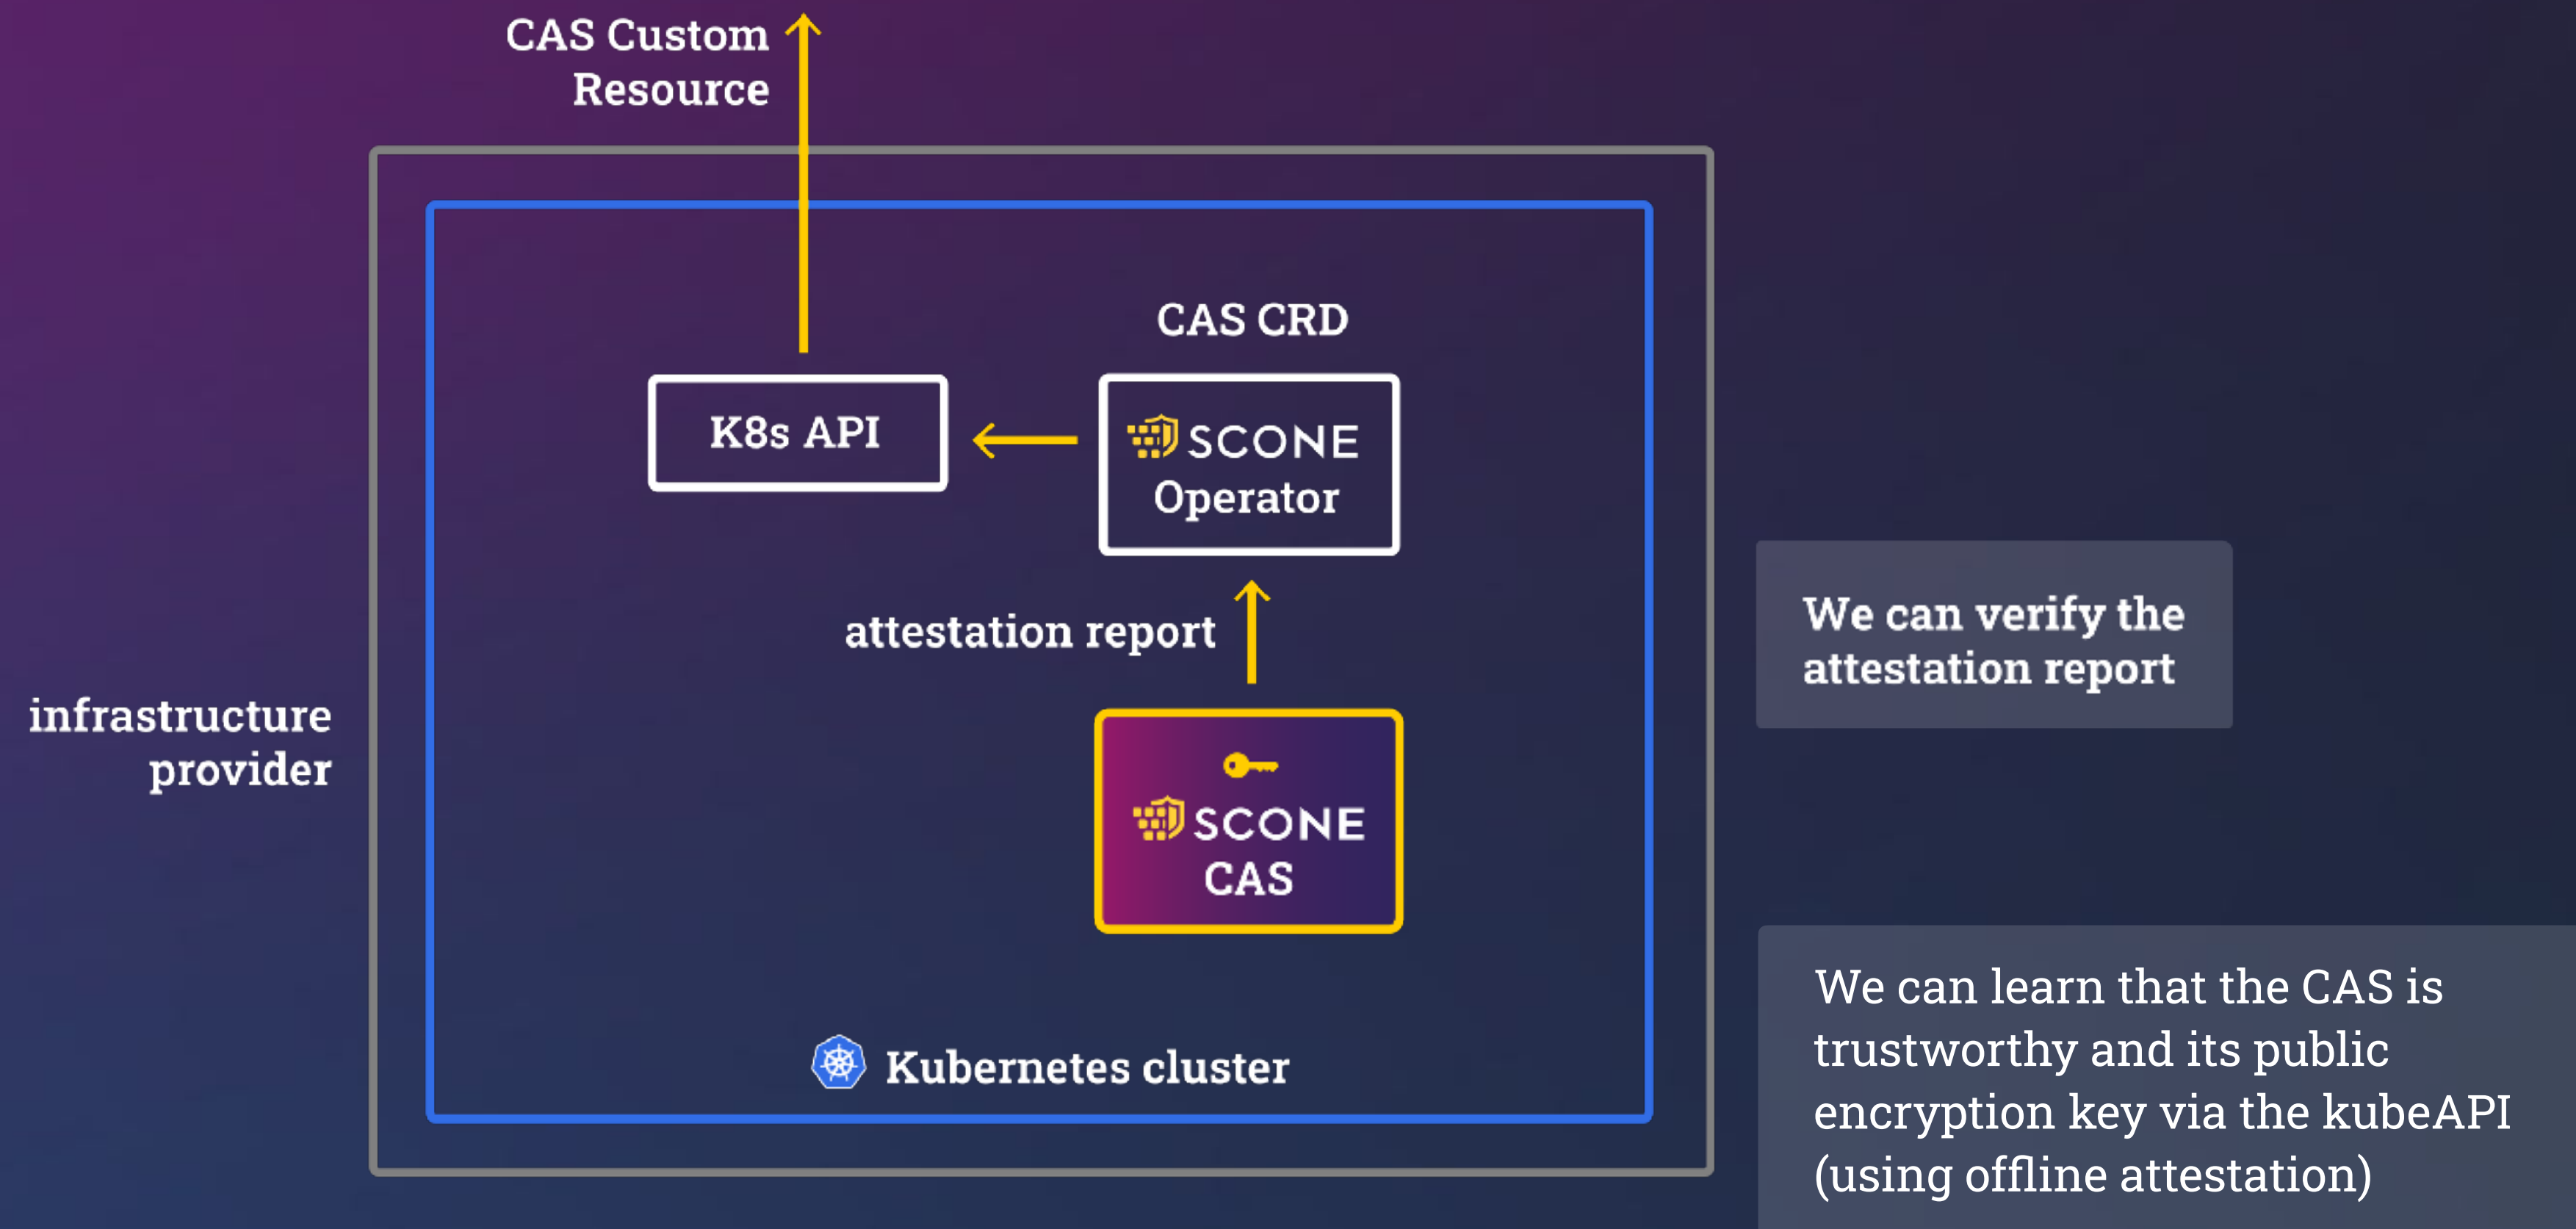 CAS Custom
Resource
CAS CRD
K8s API
SCONE
Operator
attestation report
We can verify the
attestation report
infrastructure
provider
SCONE
CAS
We can learn that the CAS is
trustworthy and its public
encryption key via the kubeAPI
(using offline attestation)
Kubernetes cluster